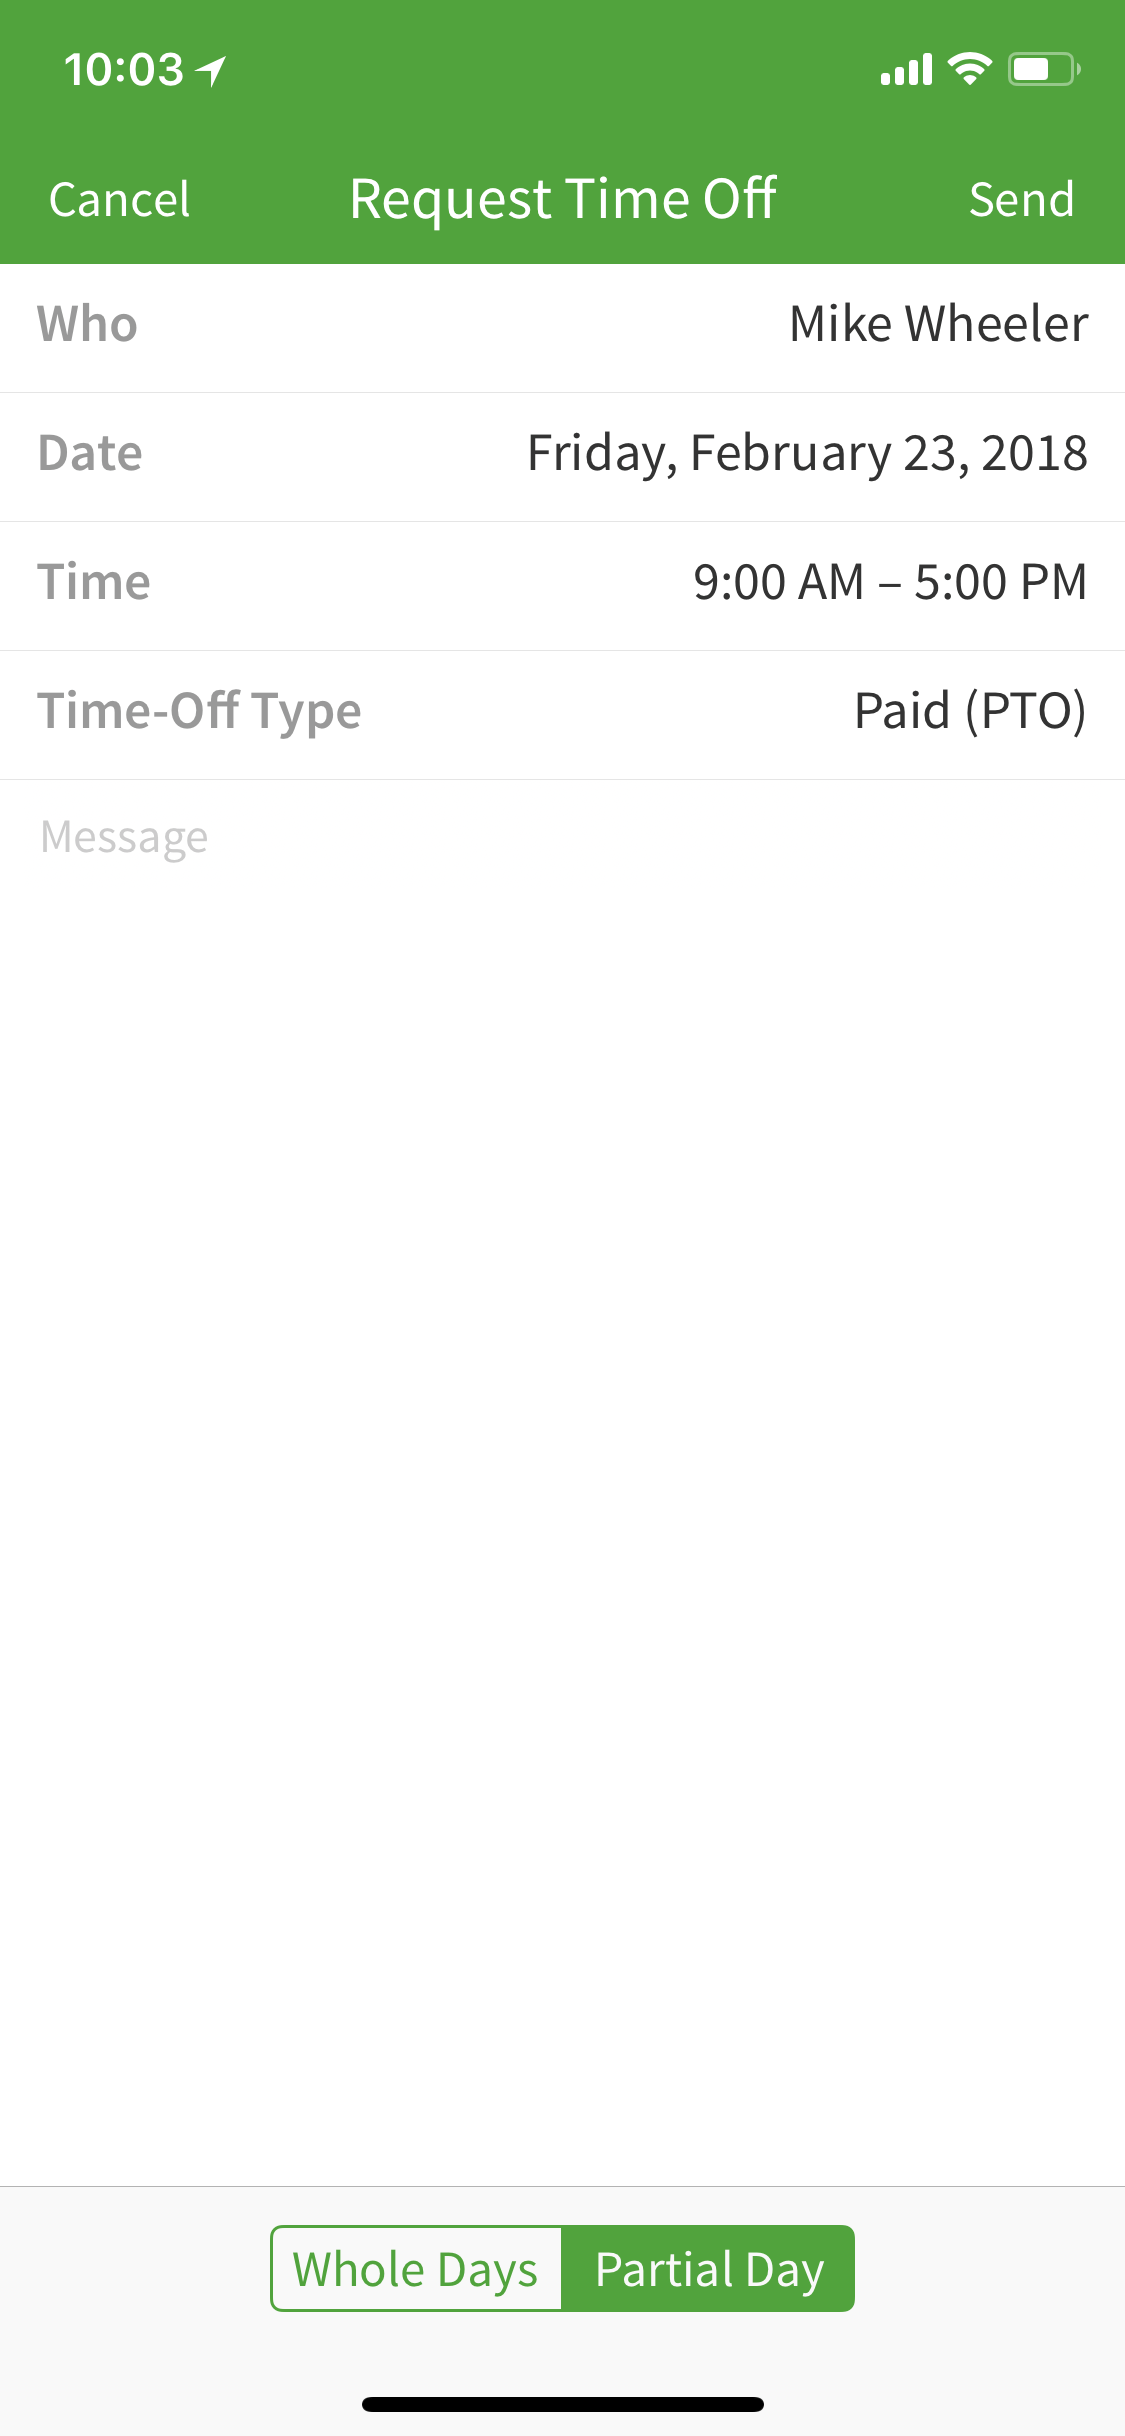 10:03
Cancel Request Time Off Send
Who Mike Wheeler
Date Friday, February 23, 2018
Time 9:00 AM – 5:00 PM
Time-Off Type Paid (PTO)
Message
Whole Days Partial Day